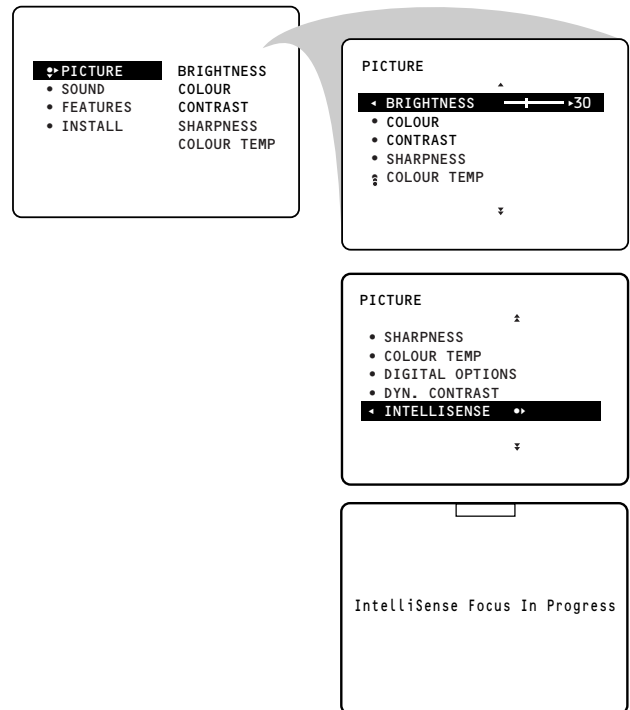 PICTURE
SOUND
FEATURES
INSTALL
BRIGHTNESS
COLOUR
CONTRAST
SHARPNESS
COLOUR TEMP
PICTURE
BRIGHTNESS 30
COLOUR
CONTRAST
SHARPNESS
COLOUR TEMP
PICTURE
SHARPNESS
COLOUR TEMP
DIGITAL OPTIONS
DYN. CONTRAST
INTELLISENSE
IntelliSense Focus In Progress